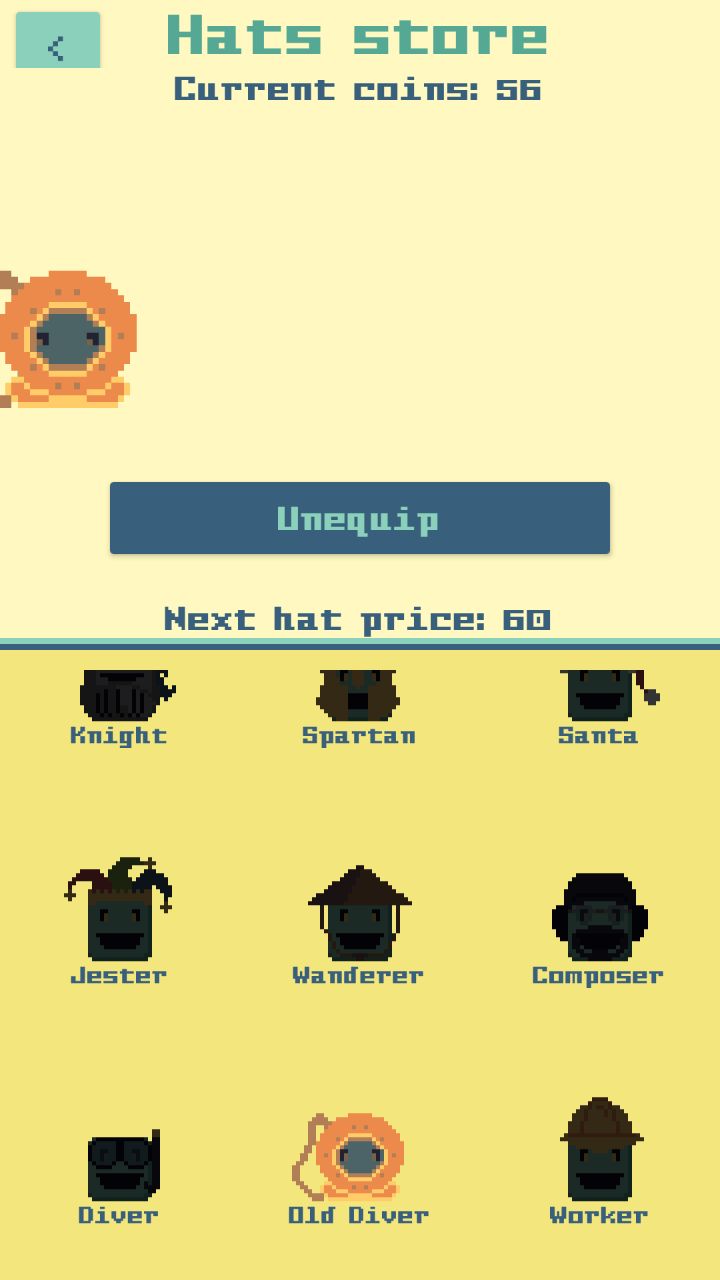 Hats store
Current coins: 56
Unequip
Next hat price: 60
Knight Spartan Santa
Jester Wanderer Composer
Diver Old Diver Worker